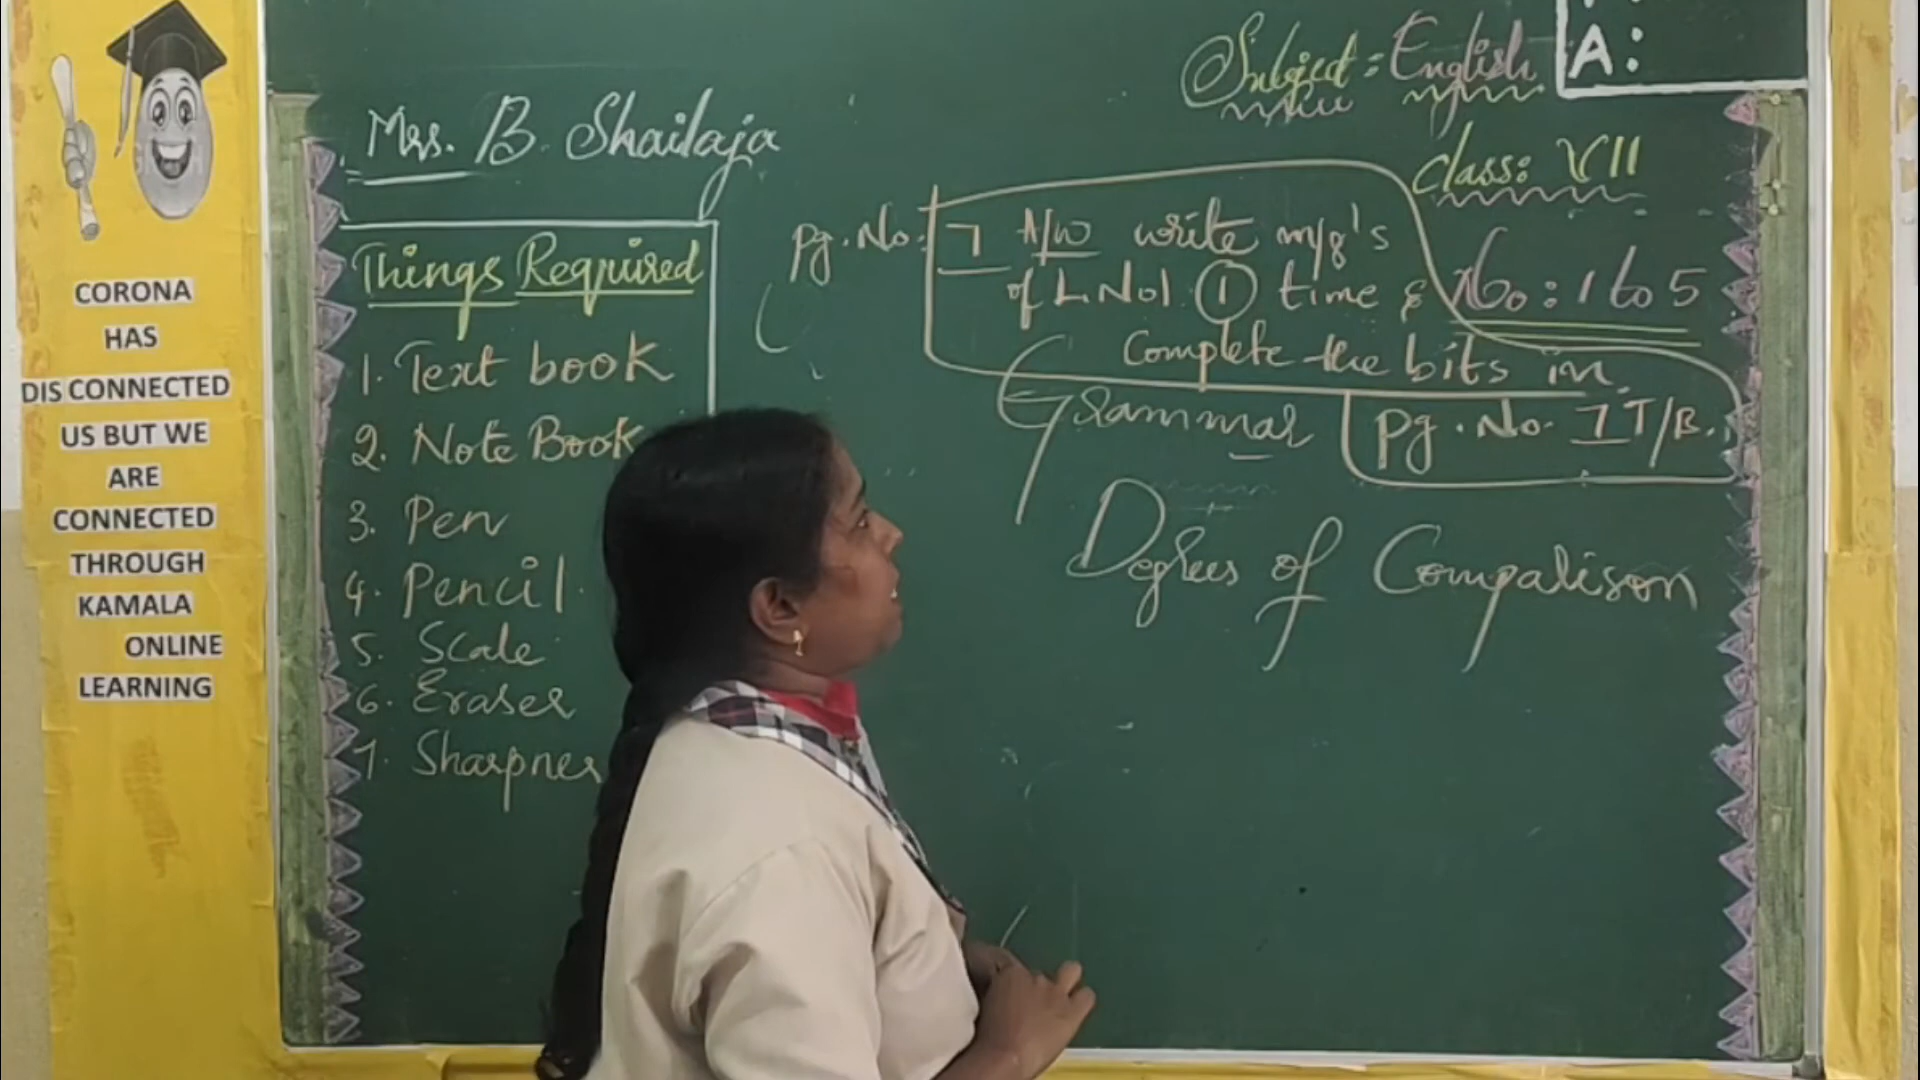 CORONA
HAS
DIS CONNECTED
US BUT WE
ARE
CONNECTED
THROUGH
KAMALA
ONLINE
LEARNING
Mrs. B. Shailaja
Things Required
1. Text book
2. Note Book
3. Pen
4. Pencil.
5. Scale
6. Eraser
7. Sharpner
Subject: English
A:
Class: VII
Pg. No: 7 H/W write m/g's
of L.No1 ① time &
: 1 to 5
Complete the bits in
Grammar
Pg. No. 7 T/B.
Degrees of Comparison